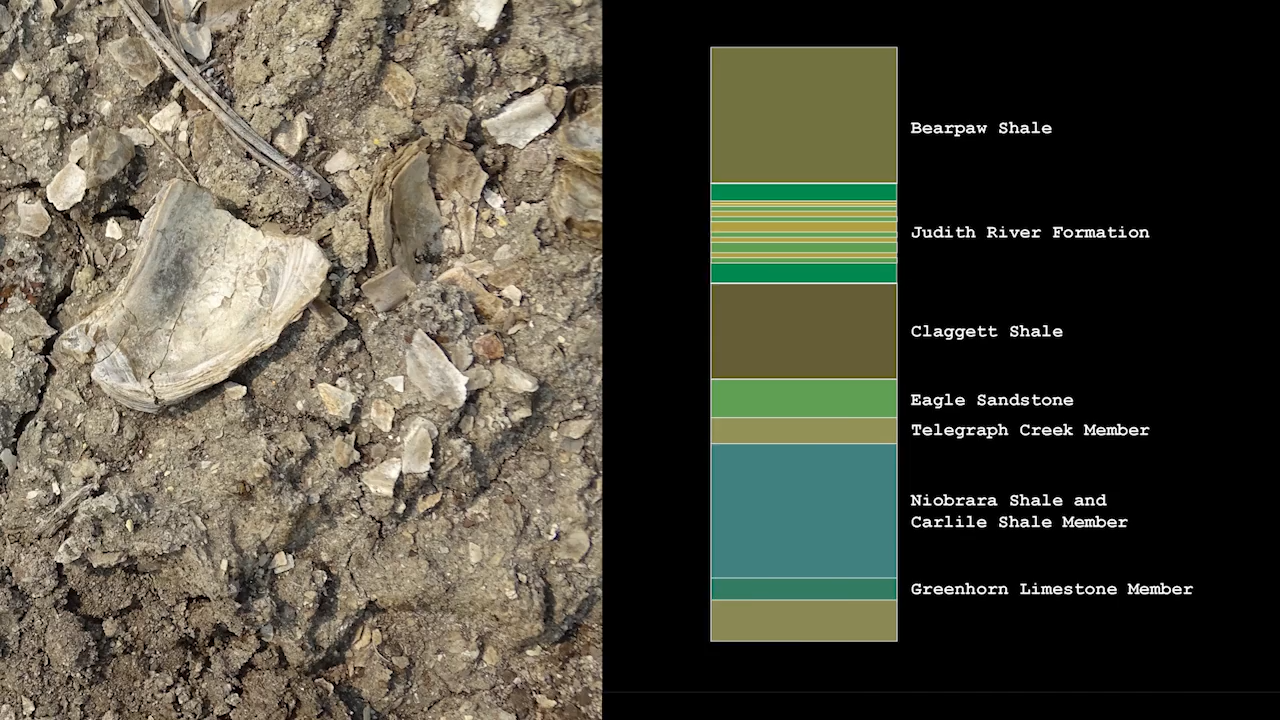 Bearpaw Shale
Judith River Formation
Claggett Shale
Eagle Sandstone
Telegraph Creek Member
Niobrara Shale and
Carlile Shale Member
Greenhorn Limestone Member